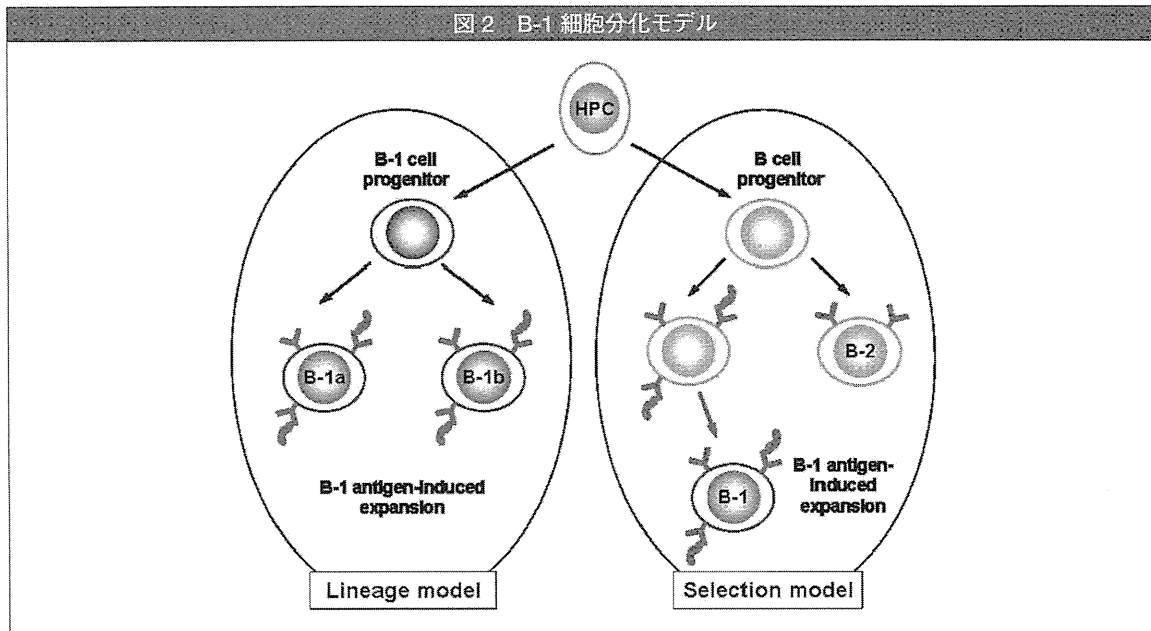 図2 B-1 細胞分化モデル
HPC
B-1 cell
progenitor
B-1a
B-1b
B-1 antigen-induced
expansion
Lineage model
B cell
progenitor
B-2
B-1
B-1 antigen-
induced
expansion
Selection model